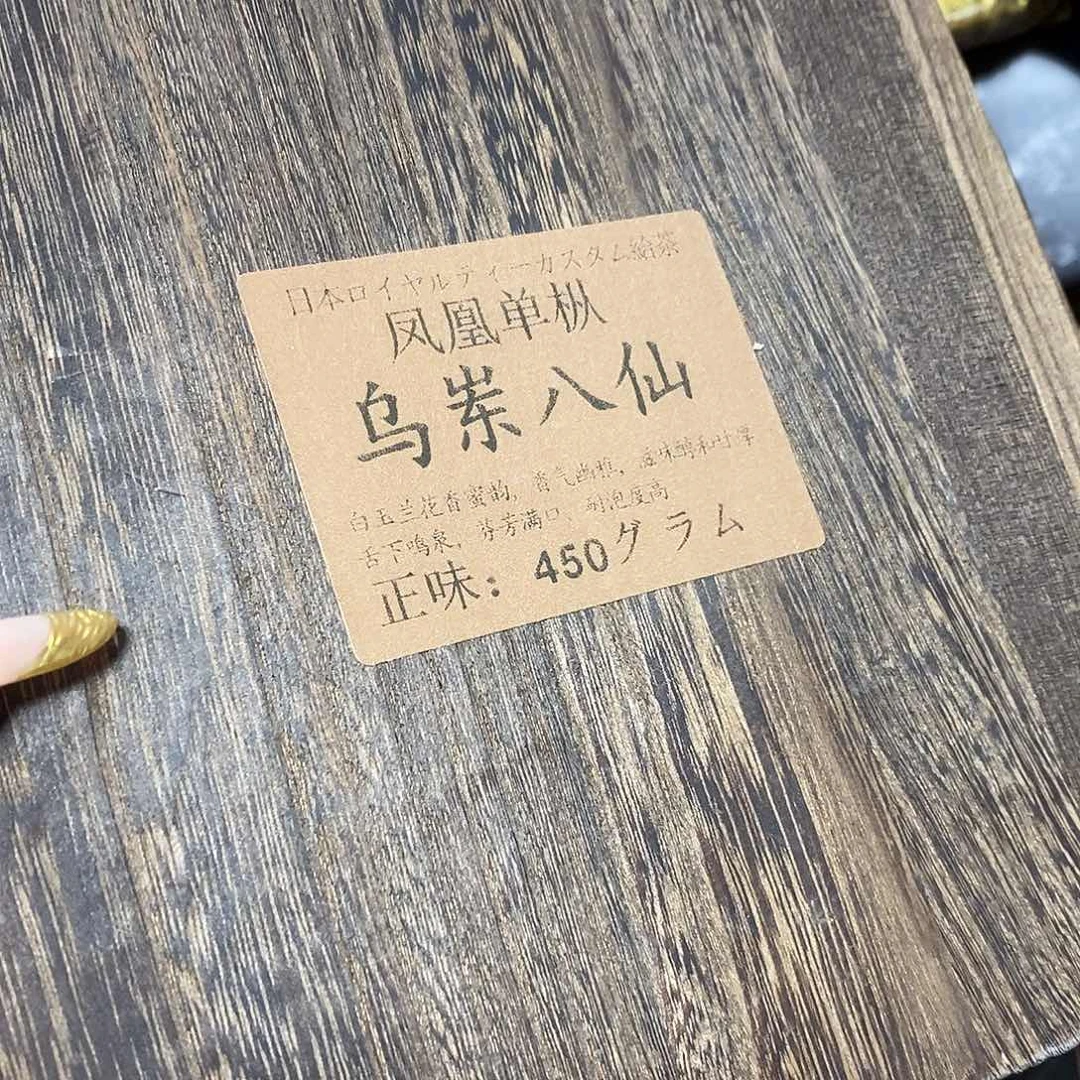 日本ロイヤルティーカスタム給茶
凤凰单枞
乌岽八仙
白玉兰花香蜜韵，香气幽雅，滋味醇和甘厚
舌下鸣泉，芬芳满口，耐泡度高
正味：450グラム